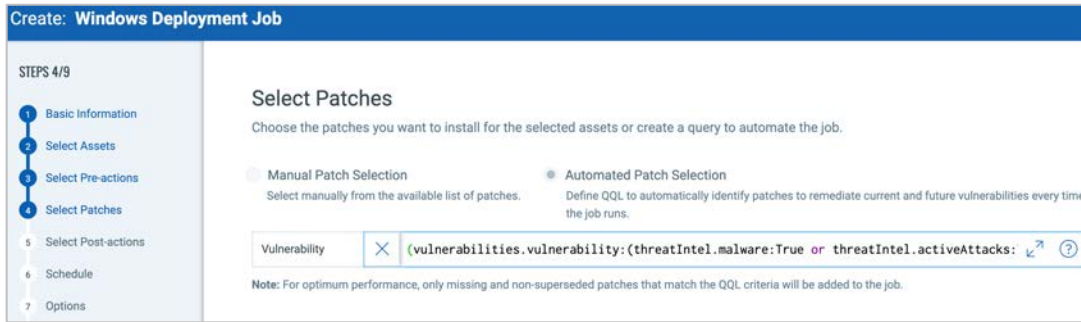 Create: Windows Deployment Job
STEPS 4/9
1 Basic Information
2 Select Assets
3 Select Pre-actions
4 Select Patches
5 Select Post-actions
6 Schedule
7 Options
Select Patches
Choose the patches you want to install for the selected assets or create a query to automate the job.
Manual Patch Selection
Select manually from the available list of patches.
Automated Patch Selection
Define QQL to automatically identify patches to remediate current and future vulnerabilities every time
the job runs.
Vulnerability (vulnerabilities.vulnerability:(threatIntel.malware:True or threatIntel.activeAttacks:
Note: For optimum performance, only missing and non-superseded patches that match the QQL criteria will be added to the job.